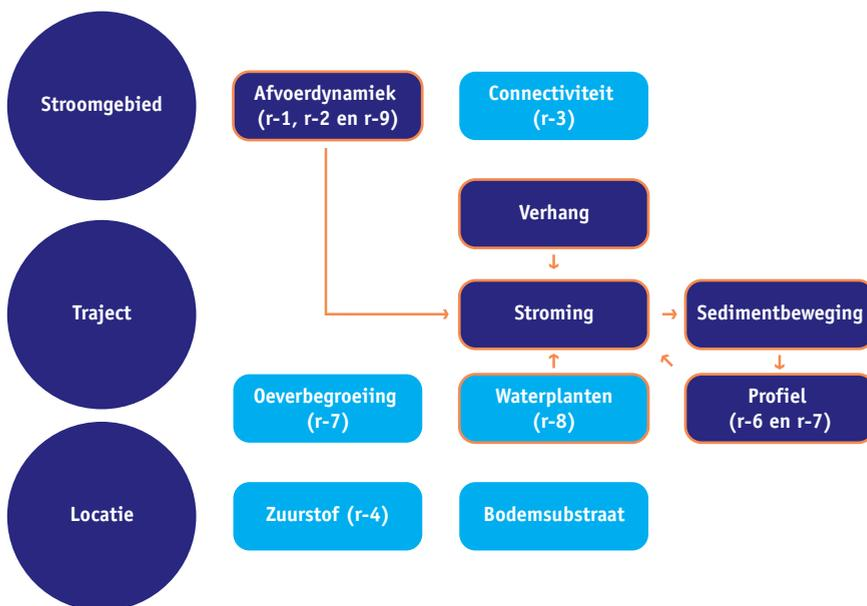 Stroomgebied
Afvoerdynamiek
(r-1, r-2 en r-9)
Connectiviteit
(r-3)
Verhang
Traject
Stroming
Sedimentbeweging
Oeverbegroeiing
(r-7)
Waterplanten
(r-8)
Profiel
(r-6 en r-7)
Locatie
Zuurstof (r-4)
Bodemsubstraat